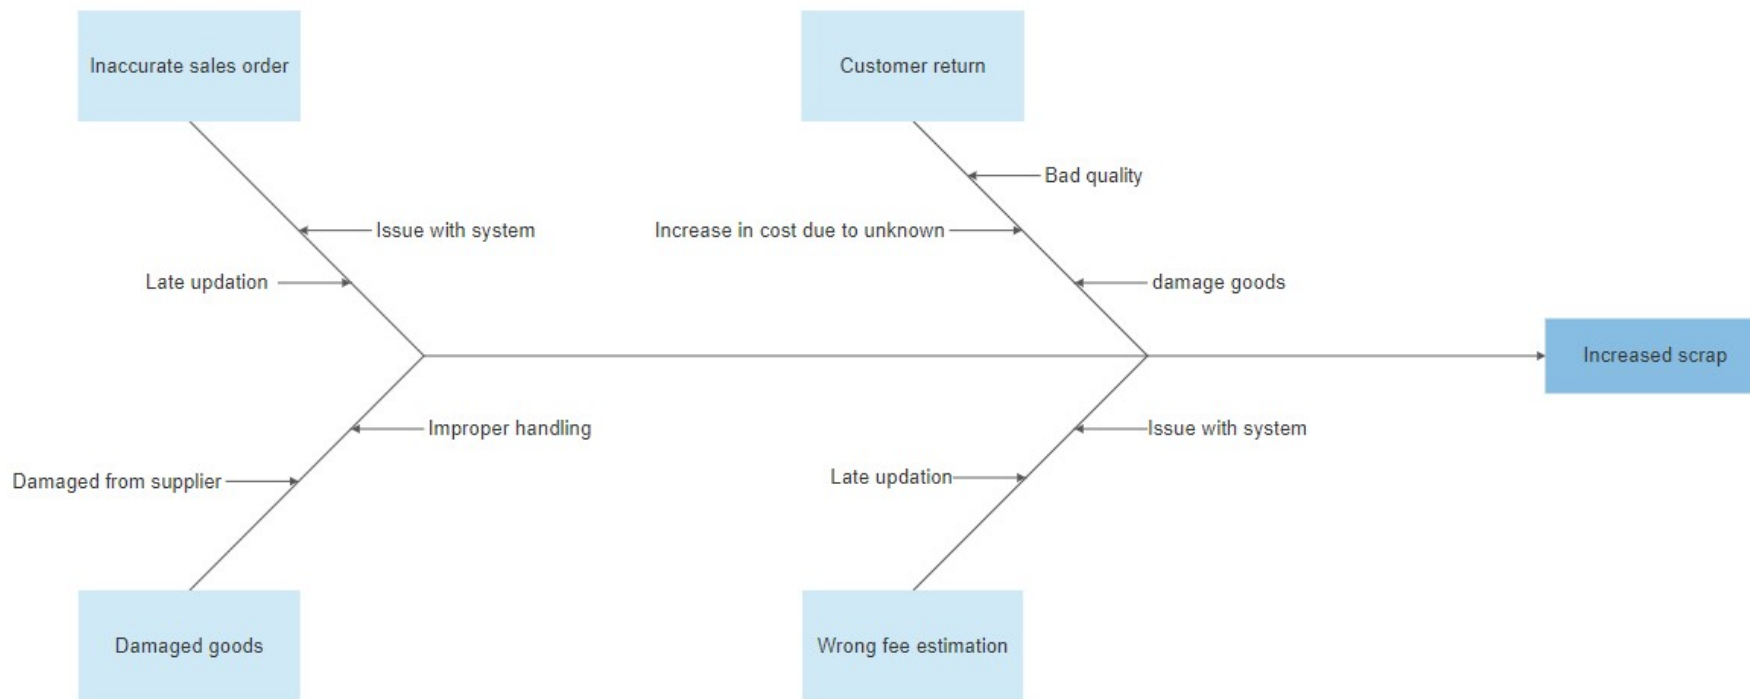 Inaccurate sales order
Customer return
Bad quality
Issue with system
Increase in cost due to unknown
Late updation
damage goods
Increased scrap
Improper handling
Issue with system
Damaged from supplier
Late updation
Damaged goods
Wrong fee estimation